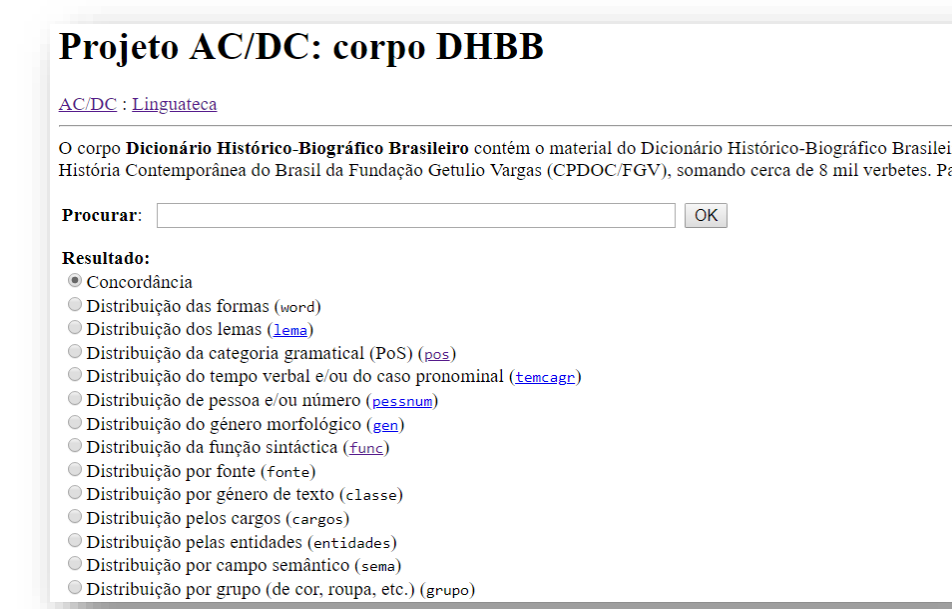 Projeto AC/DC: corpo DHBB
AC/DC : Linguateca
O corpo Dicionário Histórico-Biográfico Brasileiro contém o material do Dicionário Histórico-Biográfico Brasilei
História Contemporânea do Brasil da Fundação Getulio Vargas (CPDOC/FGV), somando cerca de 8 mil verbetes. Pa
Procurar: OK
Resultado:
Concordância
Distribuição das formas (word)
Distribuição dos lemas (lema)
Distribuição da categoria gramatical (PoS) (pos)
Distribuição do tempo verbal e/ou do caso pronominal (temcagr)
Distribuição de pessoa e/ou número (pessnum)
Distribuição do género morfológico (gen)
Distribuição da função sintáctica (func)
Distribuição por fonte (fonte)
Distribuição por género de texto (classe)
Distribuição pelos cargos (cargos)
Distribuição pelas entidades (entidades)
Distribuição por campo semântico (sema)
Distribuição por grupo (de cor, roupa, etc.) (grupo)